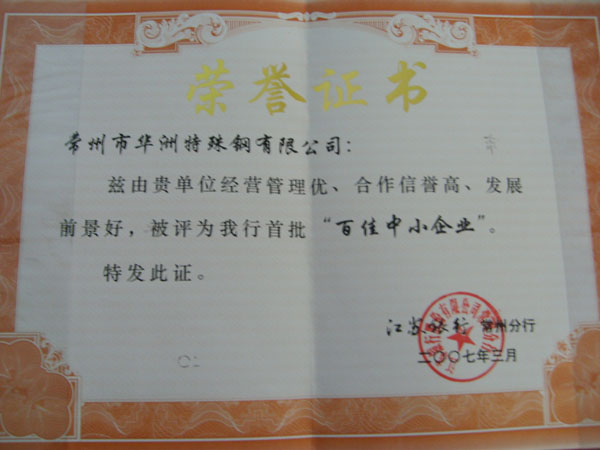 荣誉证书
常州市华洲特殊钢有限公司：
兹由贵单位经营管理优、合作信誉高、发展
前景好，被评为我行首批“百佳中小企业”。
特发此证。
江苏银行 常州分行
二〇〇七年三月